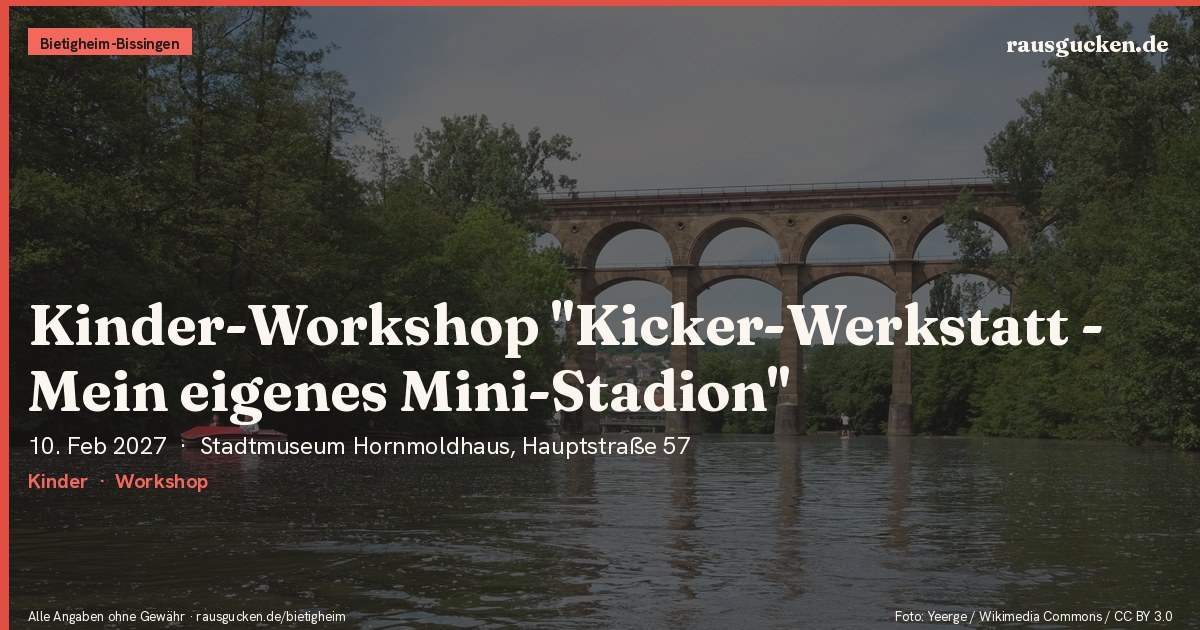 Bietigheim-Bissingen
rausgucken.de
Kinder-Workshop "Kicker-Werkstatt -
Mein eigenes Mini-Stadion"
10. Feb 2027 · Stadtmuseum Hornmoldhaus, Hauptstraße 57
Kinder · Workshop
Alle Angaben ohne Gewähr · rausgucken.de/bietigheim
Foto: Yeerge / Wikimedia Commons / CC BY 3.0